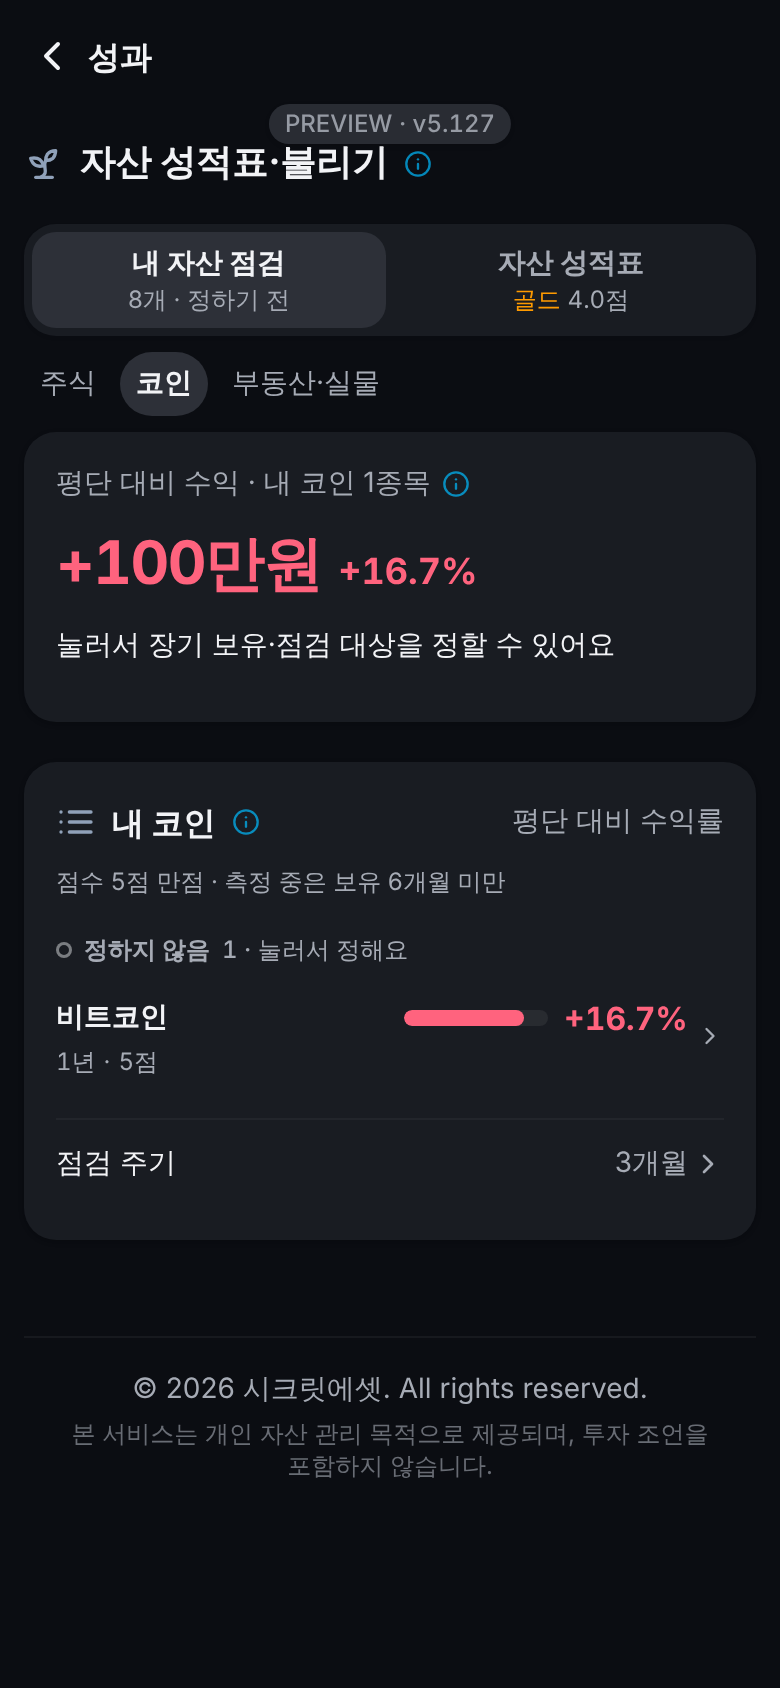 성과
PREVIEW · v5.127
자산 성적표·불리기
내 자산 점검
8개 · 정하기 전
자산 성적표
골드 4.0점
주식
코인
부동산·실물
평단 대비 수익 · 내 코인 1종목
+100만원 +16.7%
눌러서 장기 보유·점검 대상을 정할 수 있어요
내 코인
평단 대비 수익률
점수 5점 만점 · 측정 중은 보유 6개월 미만
정하지 않음 1 · 눌러서 정해요
비트코인
+16.7%
1년 · 5점
점검 주기
3개월
© 2026 시크릿에셋. All rights reserved.
본 서비스는 개인 자산 관리 목적으로 제공되며, 투자 조언을
포함하지 않습니다.